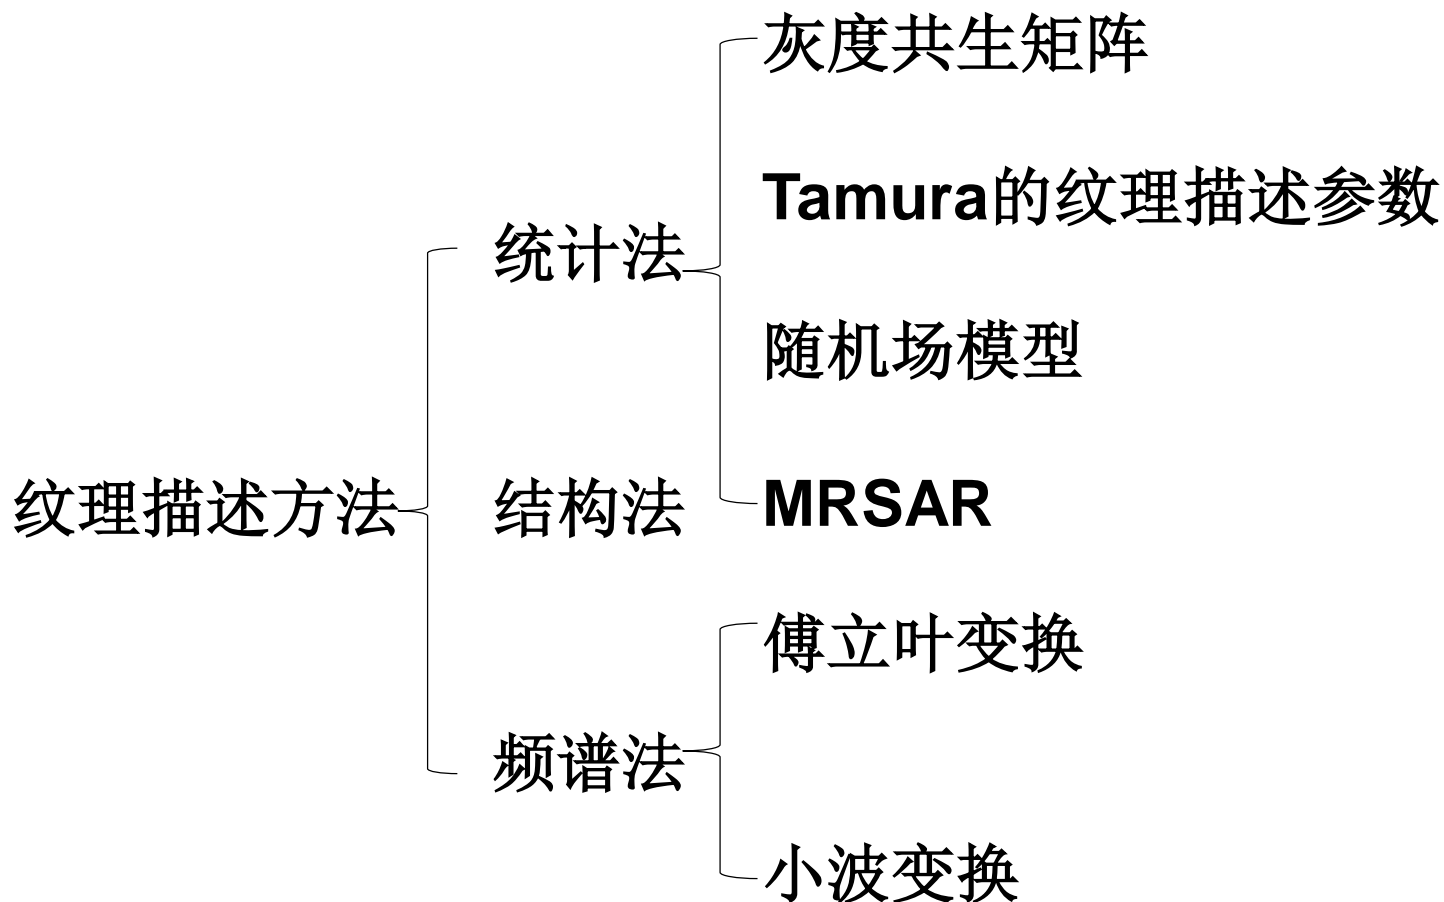 灰度共生矩阵
Tamura的纹理描述参数
统计法
随机场模型
纹理描述方法
结构法
MRSAR
傅立叶变换
频谱法
小波变换